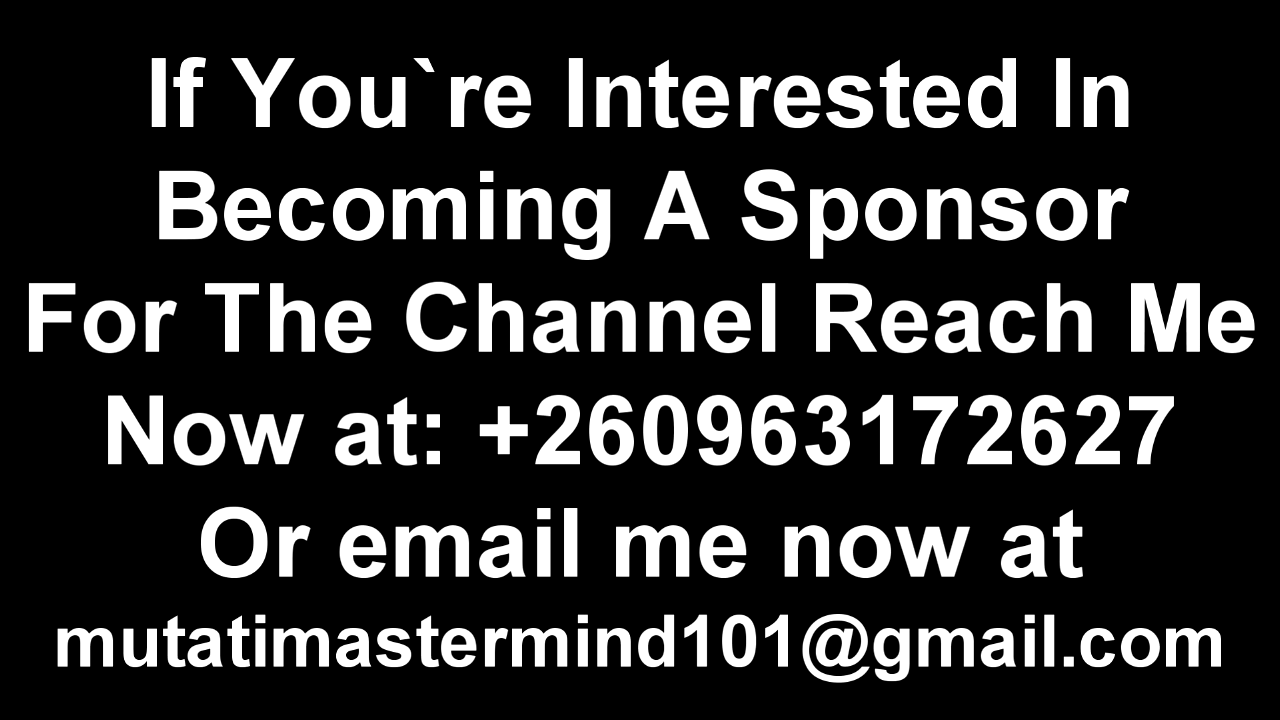 If You`re Interested In
Becoming A Sponsor
For The Channel Reach Me
Now at: +260963172627
Or email me now at
mutatimastermind101@gmail.com